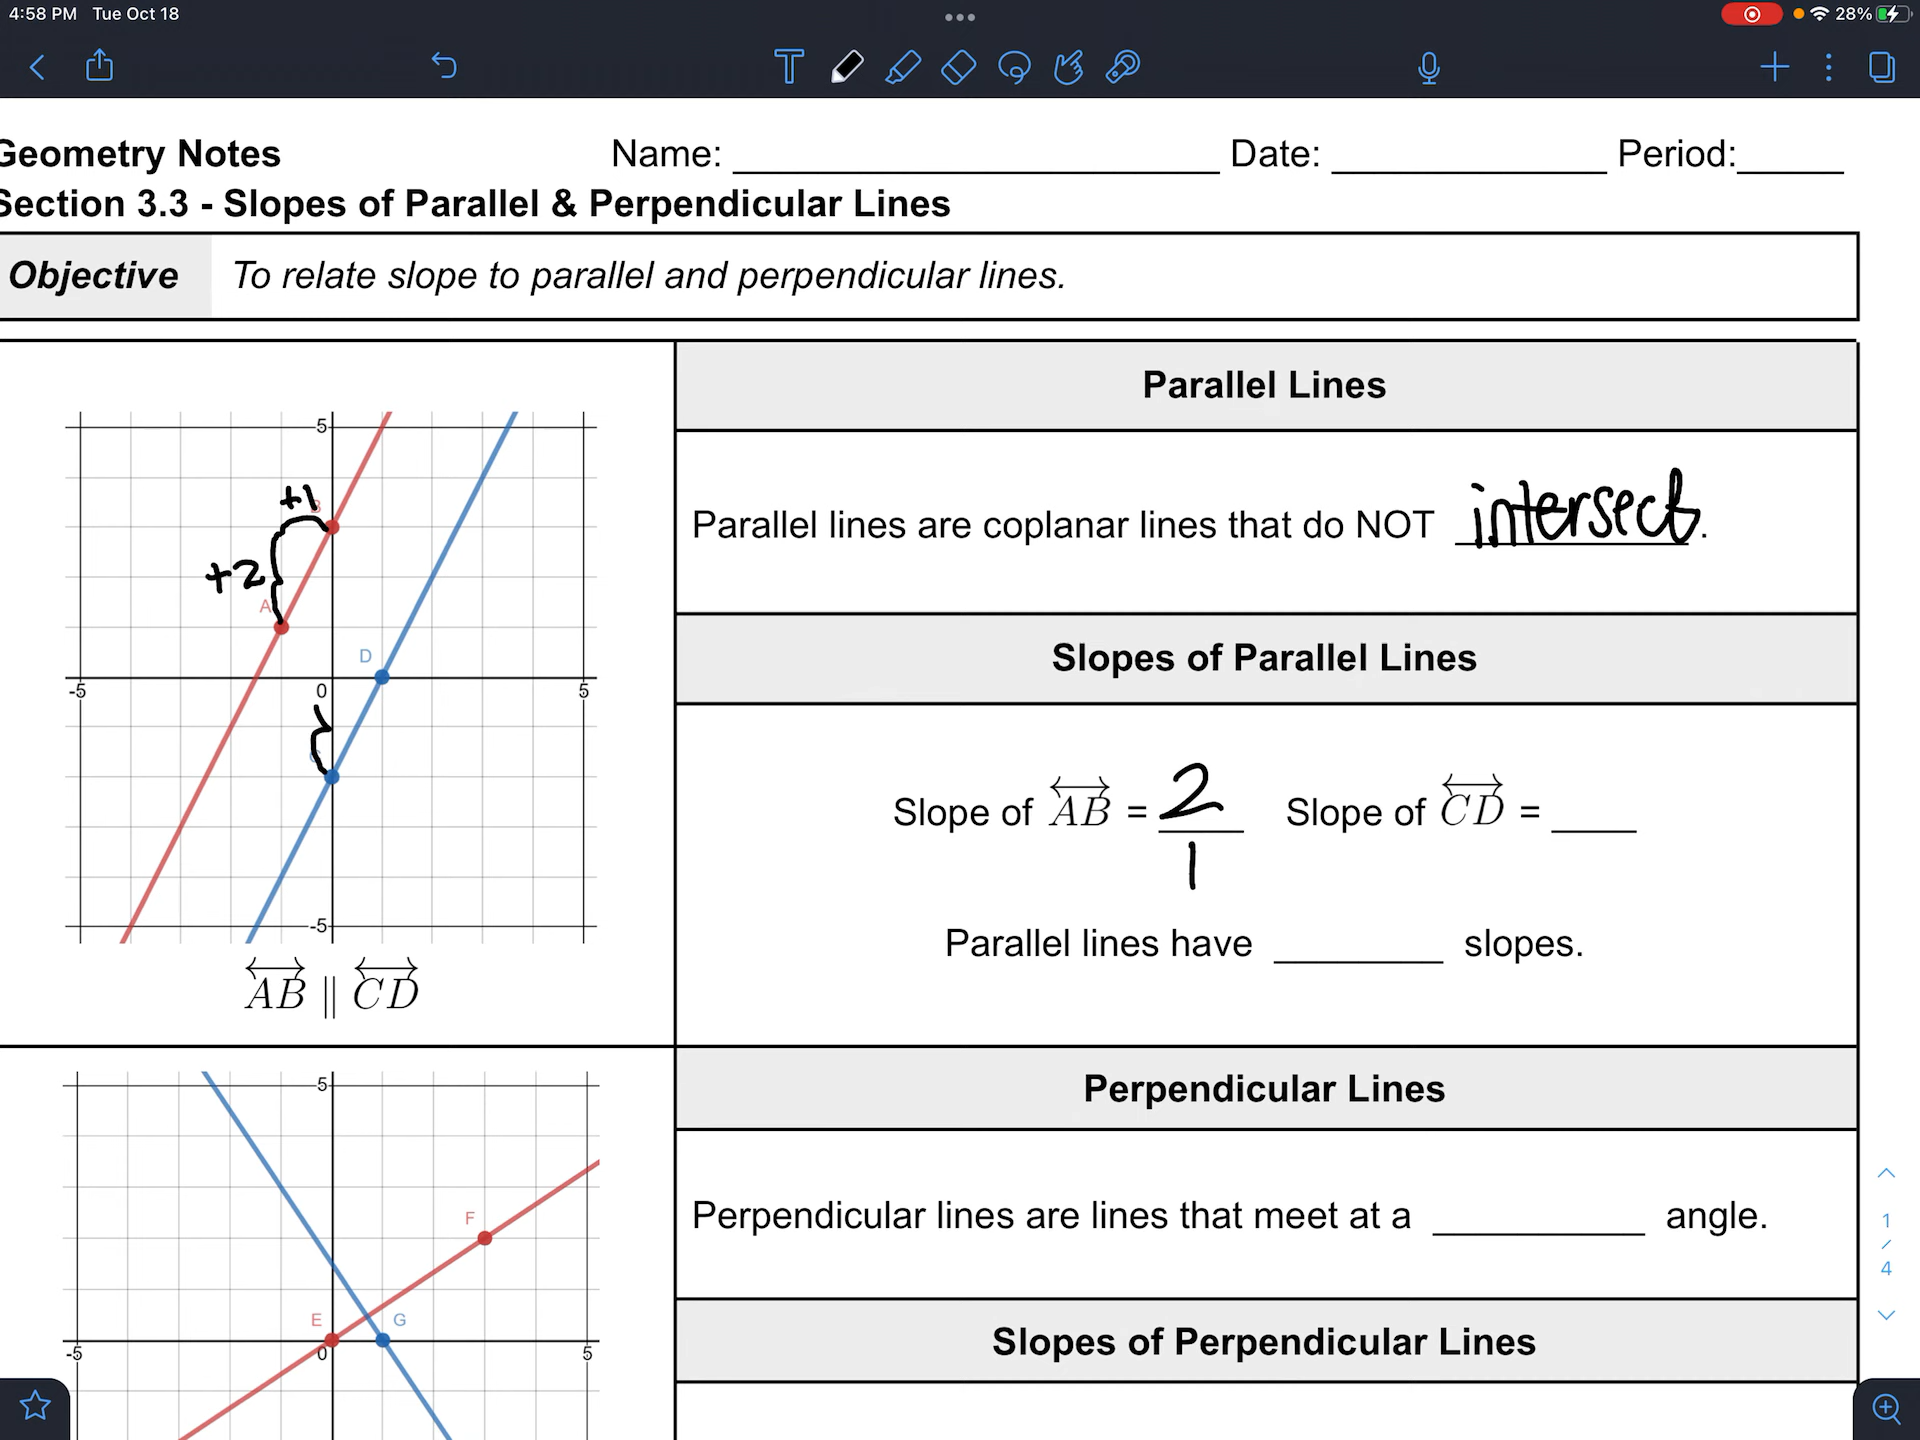 4:58 PM Tue Oct 18
28%
Geometry Notes Name: Date: Period:
Section 3.3 - Slopes of Parallel & Perpendicular Lines
Objective To relate slope to parallel and perpendicular lines.
Parallel Lines
Parallel lines are coplanar lines that do NOT intersect.
Slopes of Parallel Lines
Slope of AB = 2/1 Slope of CD =
Parallel lines have slopes.
5
+1
B
+2
A
D
-5 0 5
C
-5
AB || CD
Perpendicular Lines
Perpendicular lines are lines that meet at a angle.
Slopes of Perpendicular Lines
5
F
E G
-5 0 5
1
/
4